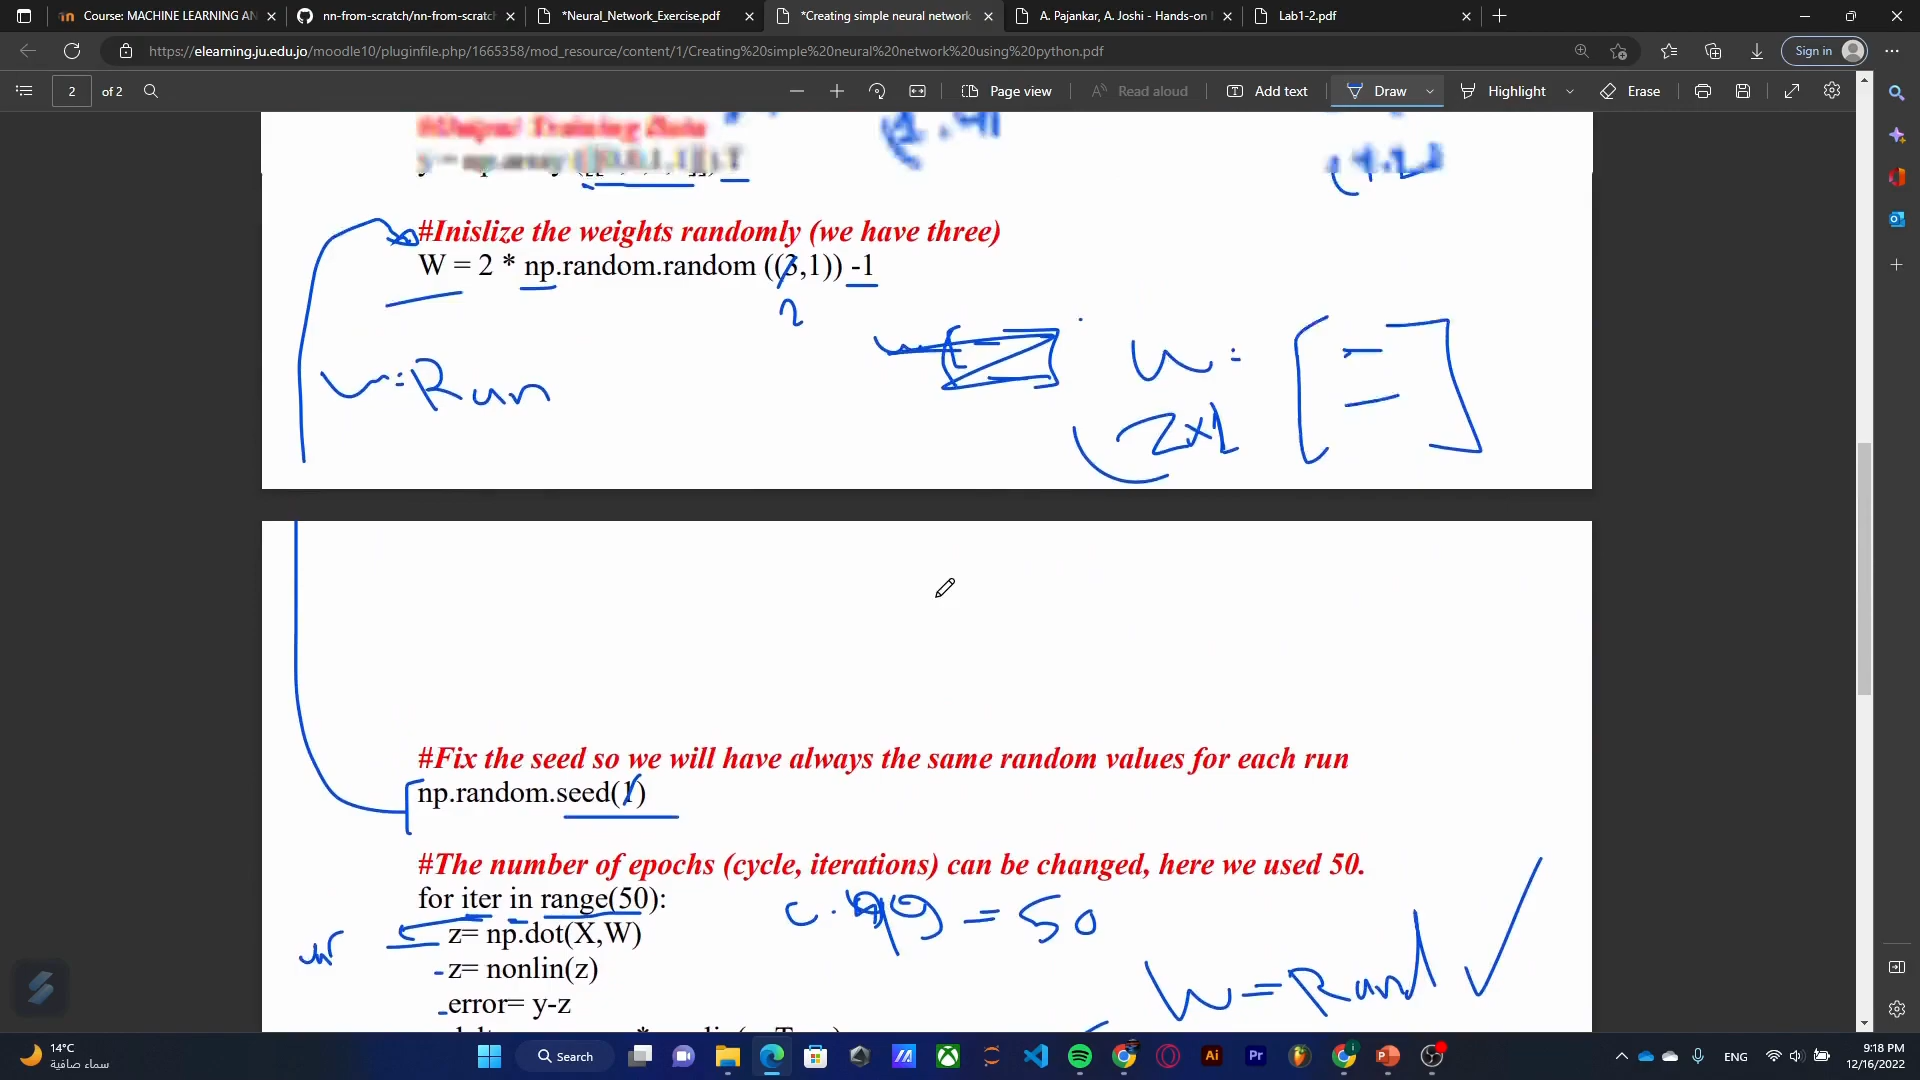 Course: MACHINE LEARNING AN
nn-from-scratch/nn-from-scratch
*Neural_Network_Exercise.pdf
*Creating simple neural network
A. Pajankar, A. Joshi - Hands-on
Lab1-2.pdf
https://elearning.ju.edu.jo/moodle10/pluginfile.php/1665358/mod_resource/content/1/Creating%20simple%20neural%20network%20using%20python.pdf
Sign in
2 of 2
Page view
Read aloud
Add text
Draw
Highlight
Erase
#Output Training Data
#Inislize the weights randomly (we have three)
W = 2 * np.random.random ((3,1)) -1
2
w=Run
W =
2x1
#Fix the seed so we will have always the same random values for each run
np.random.seed(1)
#The number of epochs (cycle, iterations) can be changed, here we used 50.
for iter in range(50):
= 50
z= np.dot(X,W)
W
z= nonlin(z)
W=Rand
error= y-z
14°C
سماء صافية
Search
ENG
9:18 PM
12/16/2022